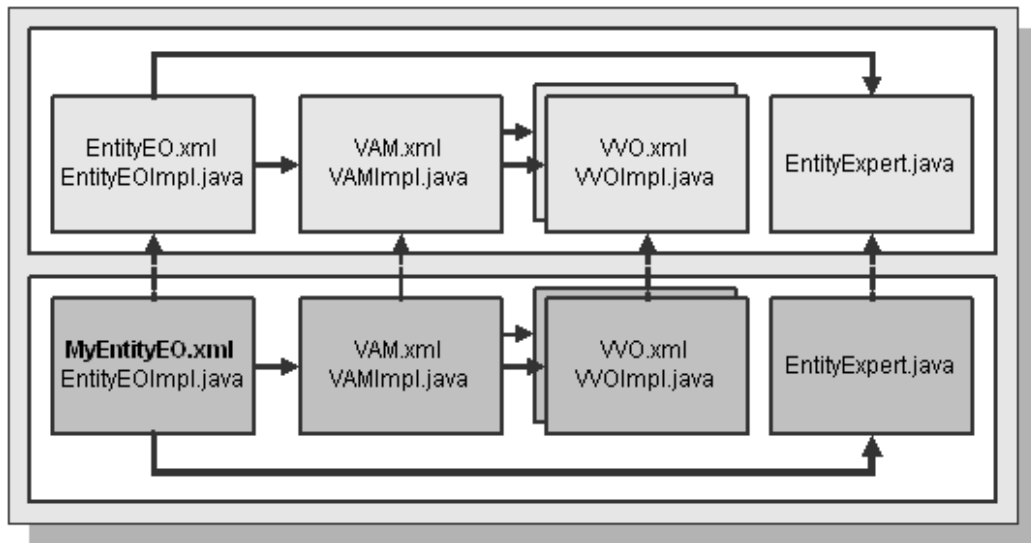 EntityEO.xml
EntityEOImpl.java
VAM.xml
VAMImpl.java
VVO.xml
VVOImpl.java
EntityExpert.java
MyEntityEO.xml
EntityEOImpl.java
VAM.xml
VAMImpl.java
VVO.xml
VVOImpl.java
EntityExpert.java